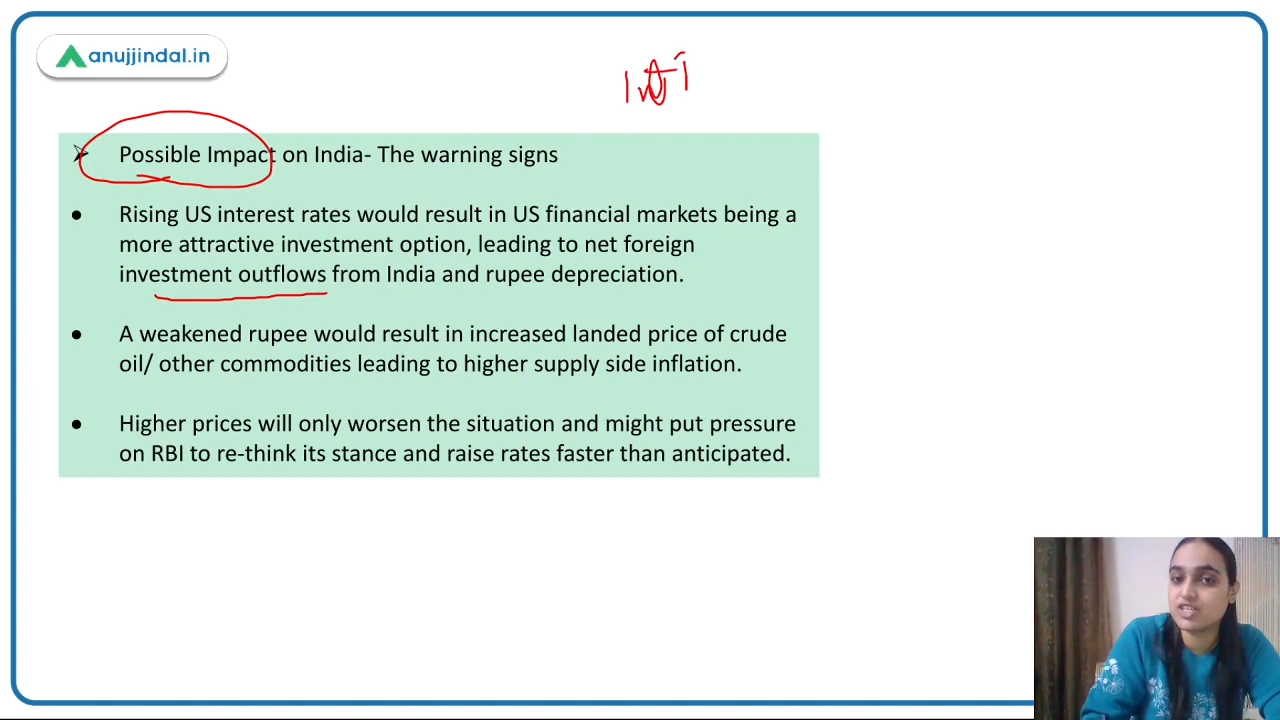 anujjindal.in
➢ Possible Impact on India- The warning signs
● Rising US interest rates would result in US financial markets being a
more attractive investment option, leading to net foreign
investment outflows from India and rupee depreciation.
● A weakened rupee would result in increased landed price of crude
oil/ other commodities leading to higher supply side inflation.
● Higher prices will only worsen the situation and might put pressure
on RBI to re-think its stance and raise rates faster than anticipated.